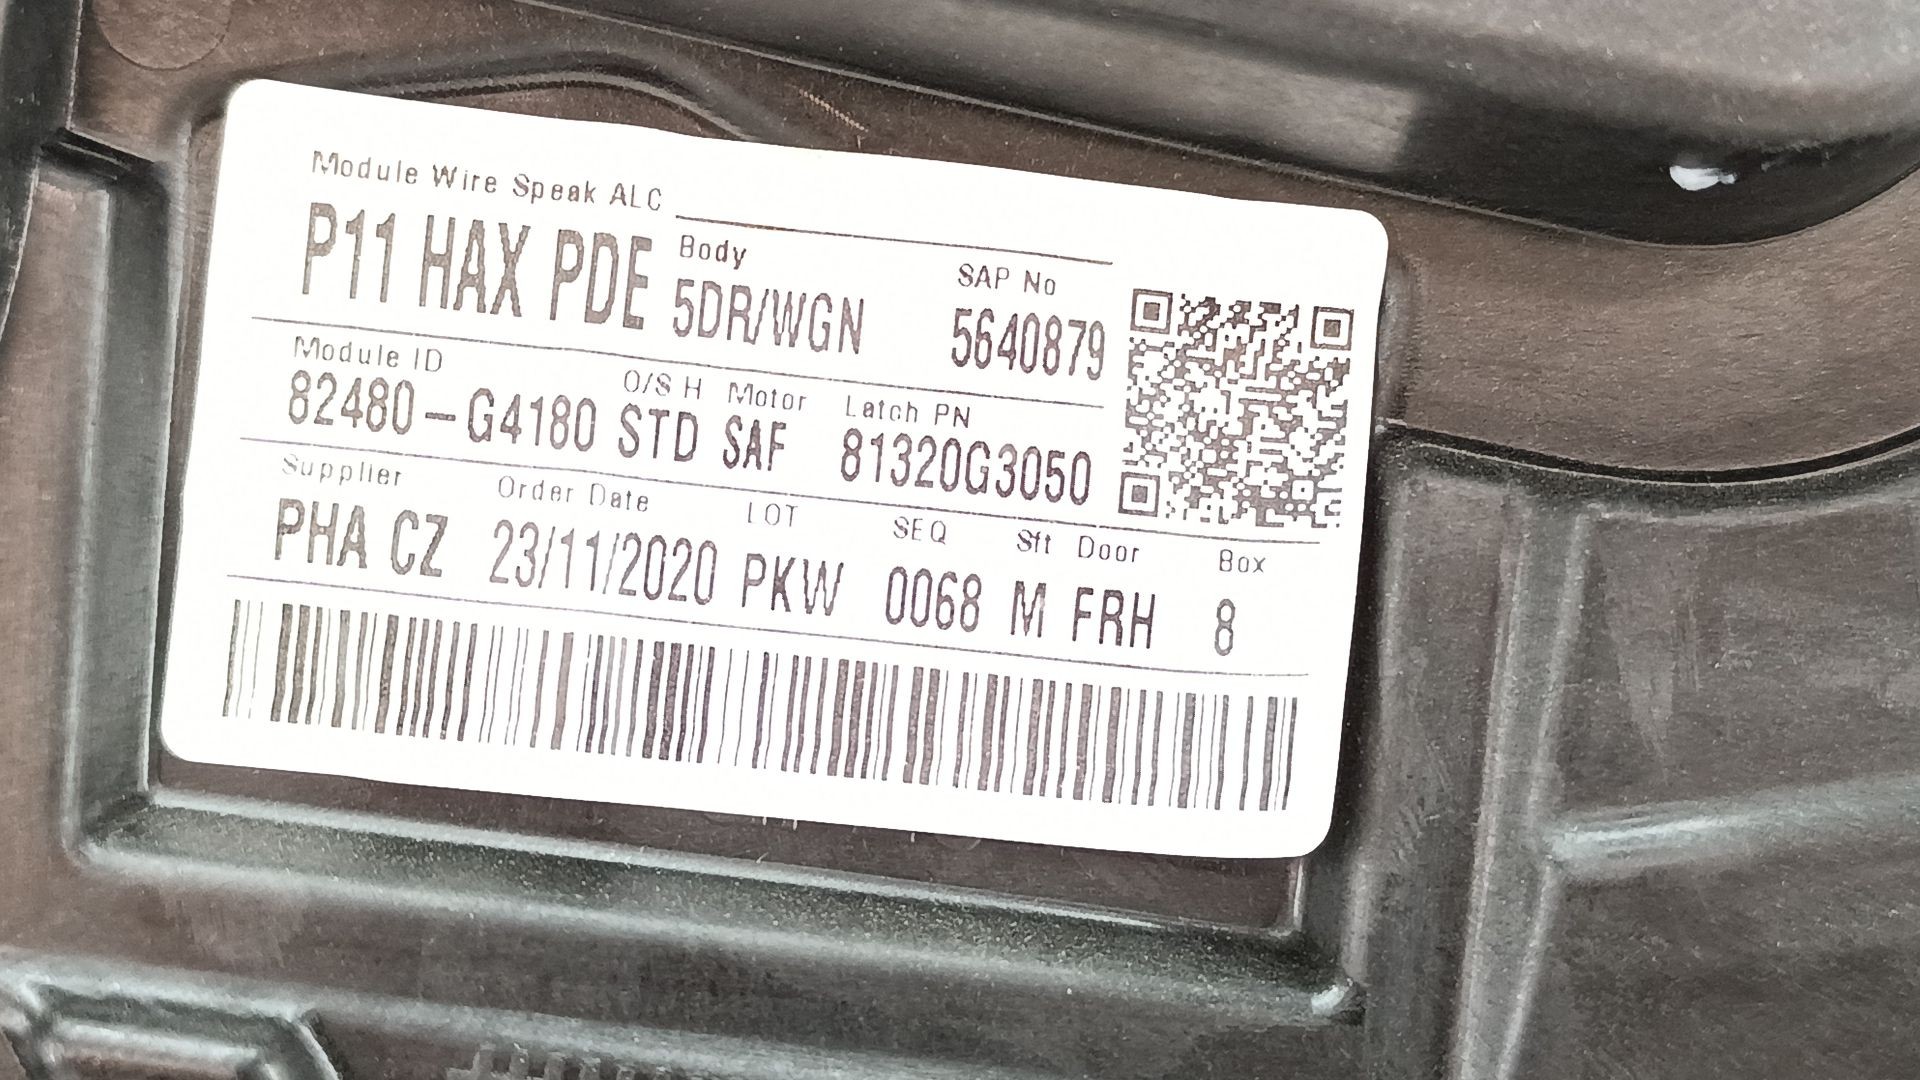 Module Wire Speak ALC
P11 HAX PDE
Body SAP No
5DR/WGN 5640879
Module ID O/S H Motor Latch PN
82480-G4180 STD SAF 81320G3050
Supplier Order Date LOT SEQ Sft Door Box
PHA CZ 23/11/2020 PKW 0068 M FRH 8